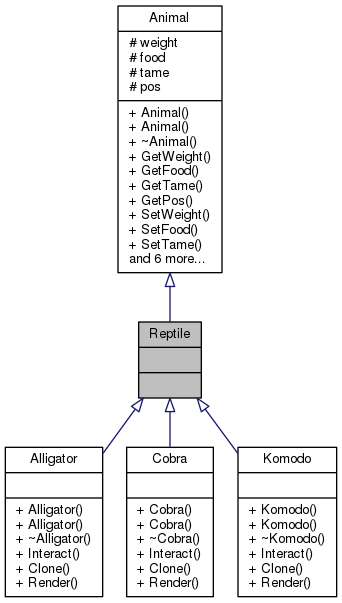 Animal
# weight
# food
# tame
# pos
+ Animal()
+ Animal()
+ ~Animal()
+ GetWeight()
+ GetFood()
+ GetTame()
+ GetPos()
+ SetWeight()
+ SetFood()
+ SetTame()
and 6 more...
Reptile
Alligator
+ Alligator()
+ Alligator()
+ ~Alligator()
+ Interact()
+ Clone()
+ Render()
Cobra
+ Cobra()
+ Cobra()
+ ~Cobra()
+ Interact()
+ Clone()
+ Render()
Komodo
+ Komodo()
+ Komodo()
+ ~Komodo()
+ Interact()
+ Clone()
+ Render()